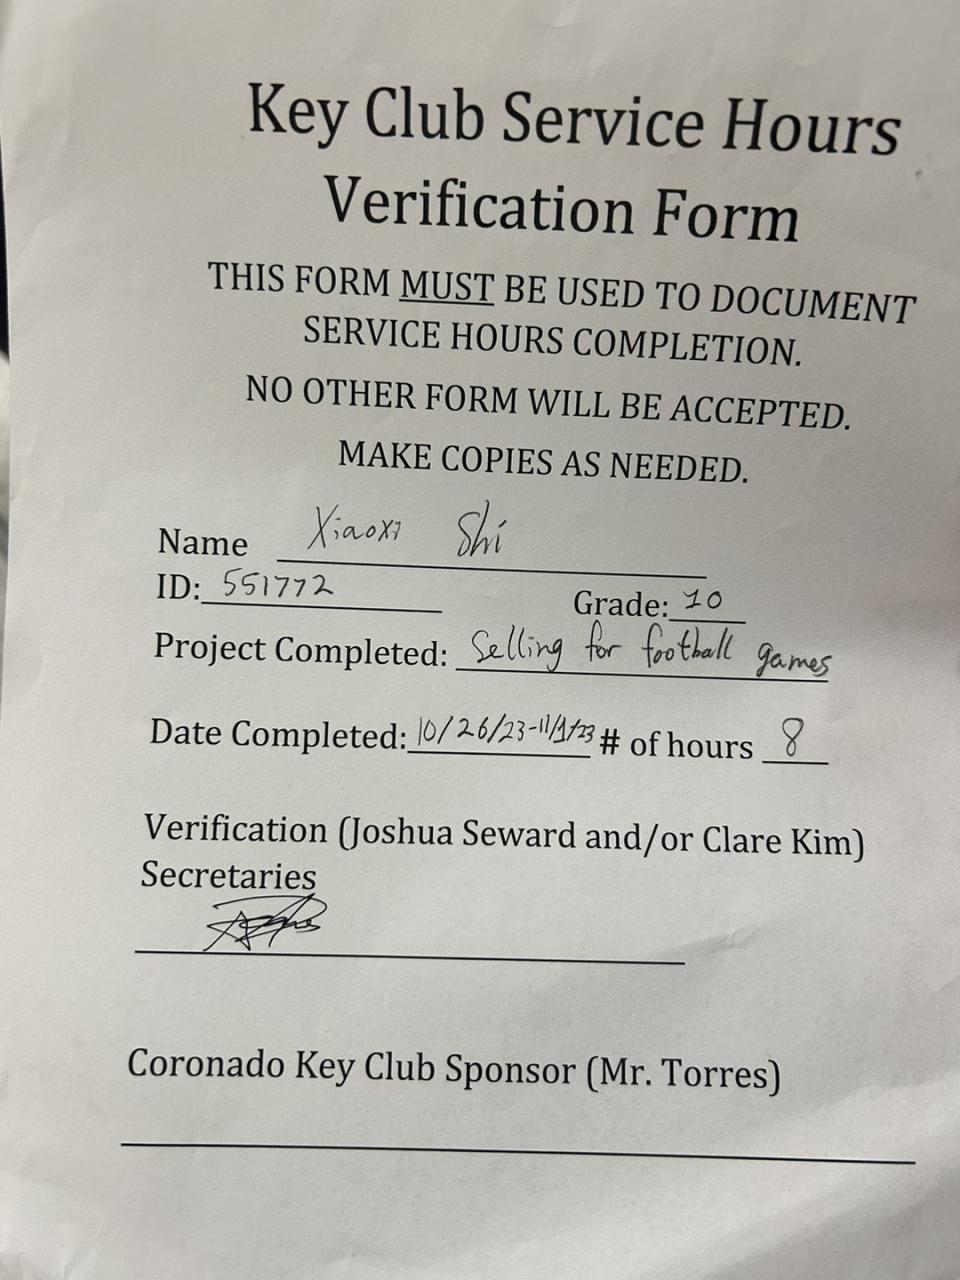 Key Club Service Hours
Verification Form
THIS FORM MUST BE USED TO DOCUMENT
SERVICE HOURS COMPLETION.
NO OTHER FORM WILL BE ACCEPTED.
MAKE COPIES AS NEEDED.
Name Xiaoxi Shi
ID: 551772 Grade: 10
Project Completed: Selling for football games
Date Completed: 10/26/23-11/1/23 # of hours 8
Verification (Joshua Seward and/or Clare Kim)
Secretaries
Coronado Key Club Sponsor (Mr. Torres)